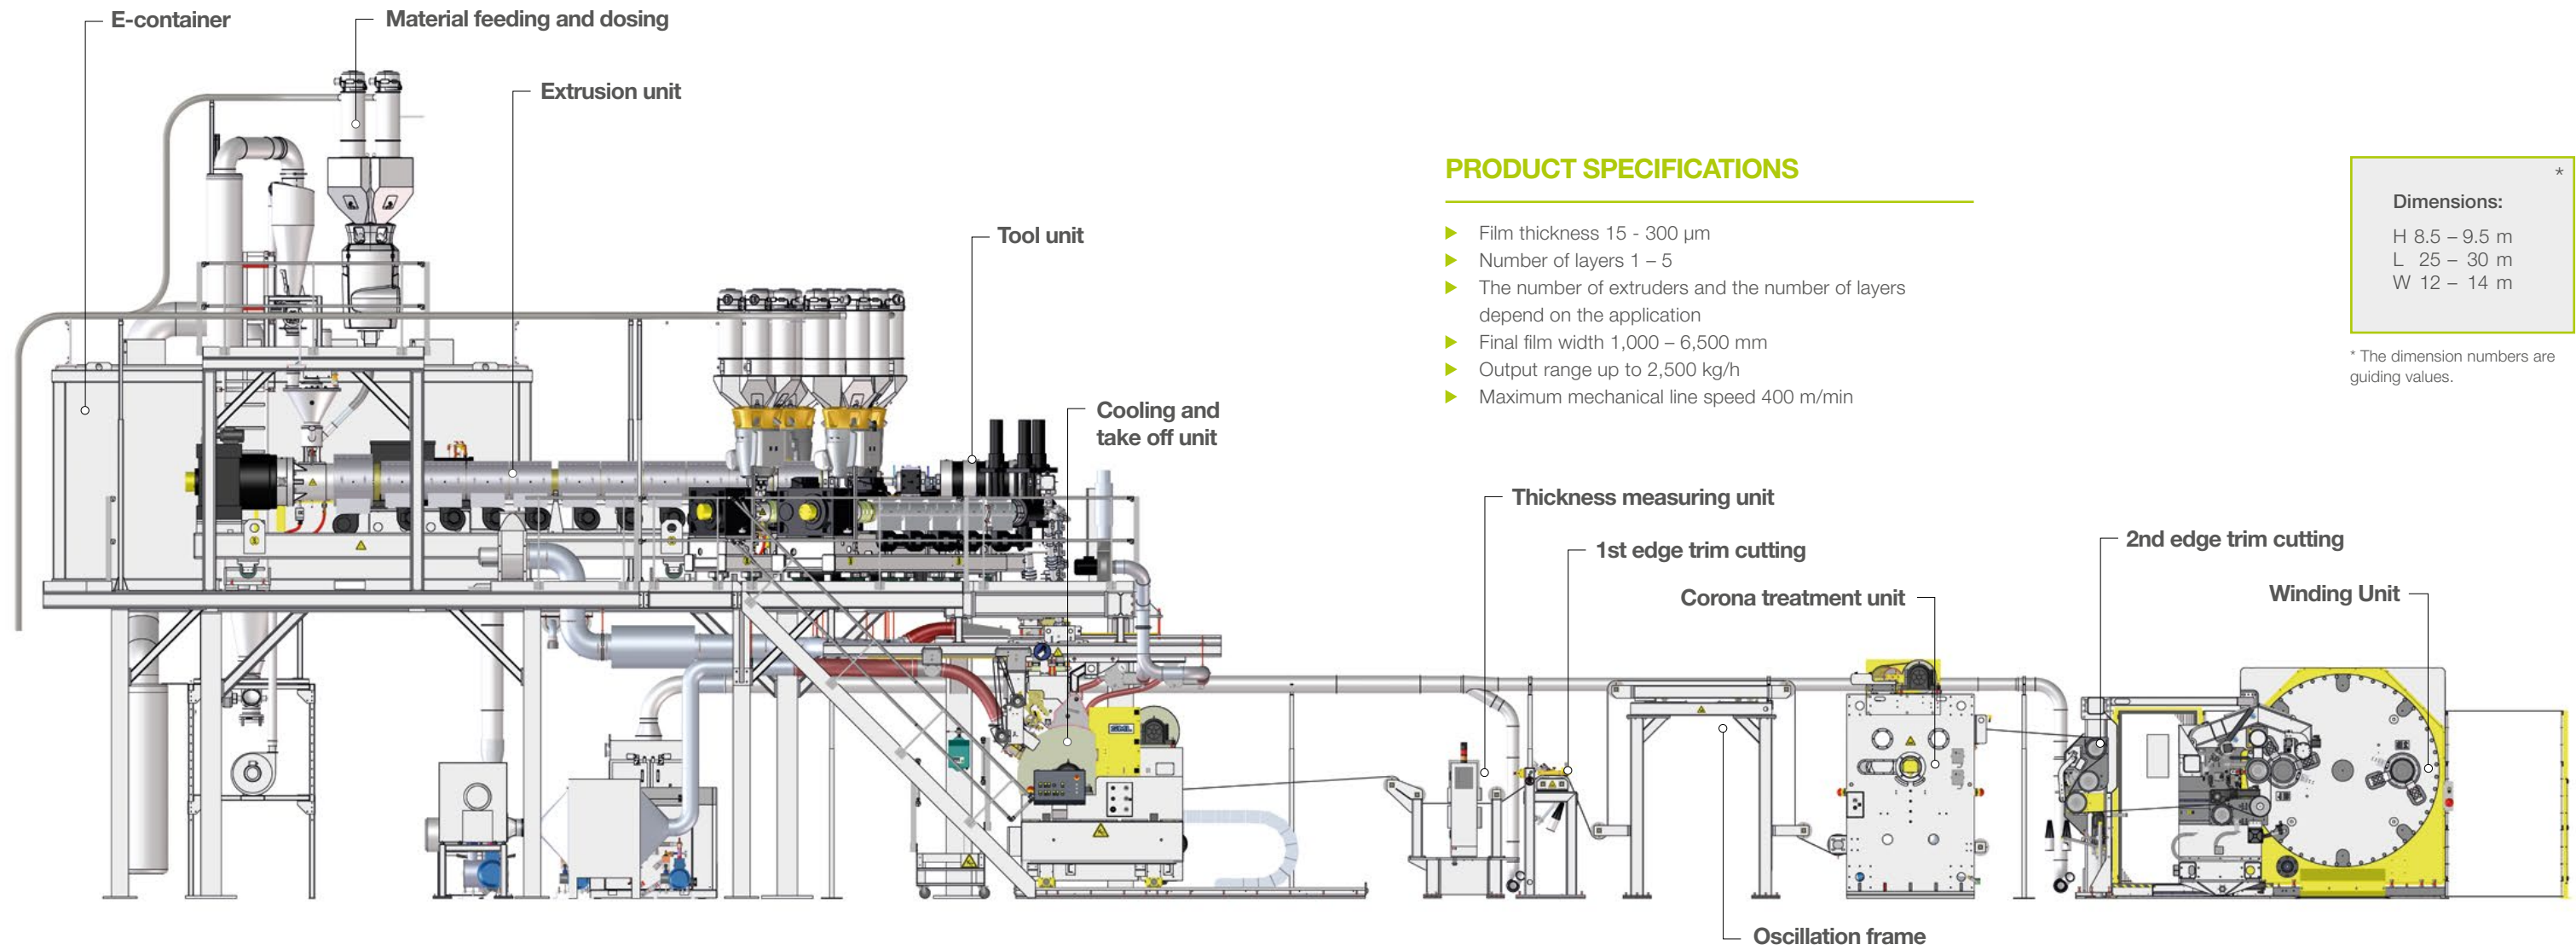 E-container
Material feeding and dosing
Extrusion unit
Tool unit
Cooling and
take off unit
PRODUCT SPECIFICATIONS
Film thickness 15 - 300 µm
Number of layers 1 – 5
The number of extruders and the number of layers
depend on the application
Final film width 1,000 – 6,500 mm
Output range up to 2,500 kg/h
Maximum mechanical line speed 400 m/min
*
Dimensions:
H 8.5 – 9.5 m
L 25 – 30 m
W 12 – 14 m
* The dimension numbers are
guiding values.
Thickness measuring unit
1st edge trim cutting
Corona treatment unit
2nd edge trim cutting
Winding Unit
Oscillation frame